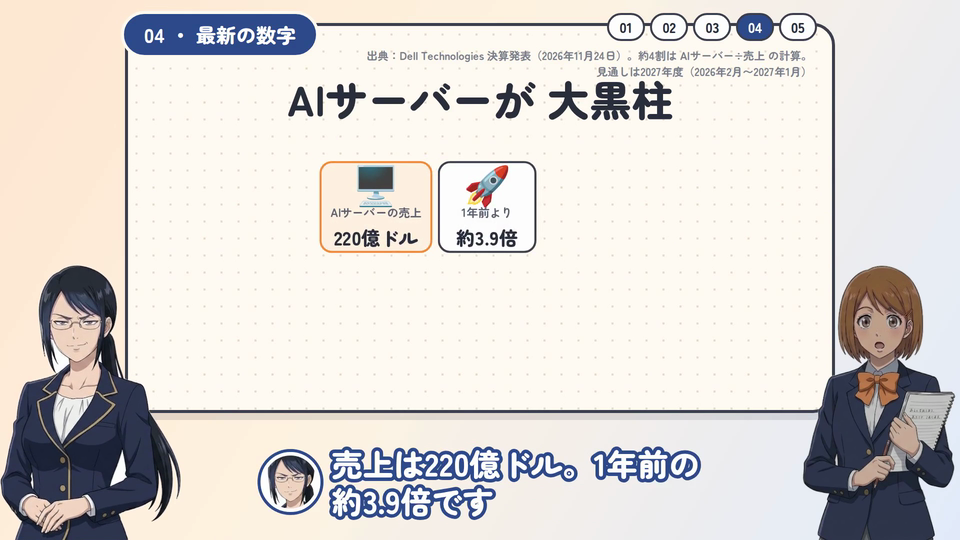 04 ・ 最新の数字
01 02 03 04 05
出典：Dell Technologies 決算発表（2026年11月24日）。約4割は AIサーバー÷売上 の計算。
見通しは2027年度（2026年2月〜2027年1月）
AIサーバーが 大黒柱
AIサーバーの売上
220億ドル
1年前より
約3.9倍
売上は220億ドル。1年前の
約3.9倍です